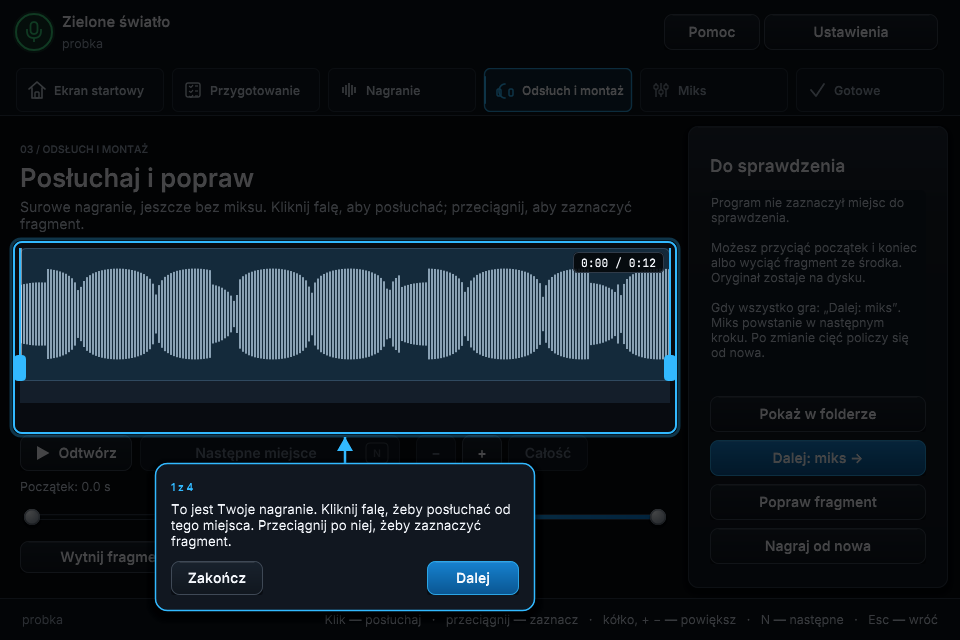 Zielone światło
probka
Pomoc
Ustawienia
Ekran startowy
Przygotowanie
Nagranie
Odsłuch i montaż
Miks
Gotowe
03 / ODSŁUCH I MONTAŻ
Posłuchaj i popraw
Surowe nagranie, jeszcze bez miksu. Kliknij falę, aby posłuchać; przeciągnij, aby zaznaczyć
fragment.
0:00 / 0:12
Odtwórz
Następne miejsce
N
−
+
Całość
Początek: 0.0 s
Wytnij fragme
1 z 4
To jest Twoje nagranie. Kliknij falę, żeby posłuchać od
tego miejsca. Przeciągnij po niej, żeby zaznaczyć
fragment.
Zakończ
Dalej
Do sprawdzenia
Program nie zaznaczył miejsc do
sprawdzenia.
Możesz przyciąć początek i koniec
albo wyciąć fragment ze środka.
Oryginał zostaje na dysku.
Gdy wszystko gra: „Dalej: miks”.
Miks powstanie w następnym
kroku. Po zmianie cięć policzy się
od nowa.
Pokaż w folderze
Dalej: miks →
Popraw fragment
Nagraj od nowa
probka
Klik — posłuchaj · przeciągnij — zaznacz · kółko, + − — powiększ · N — następne · Esc — wróć